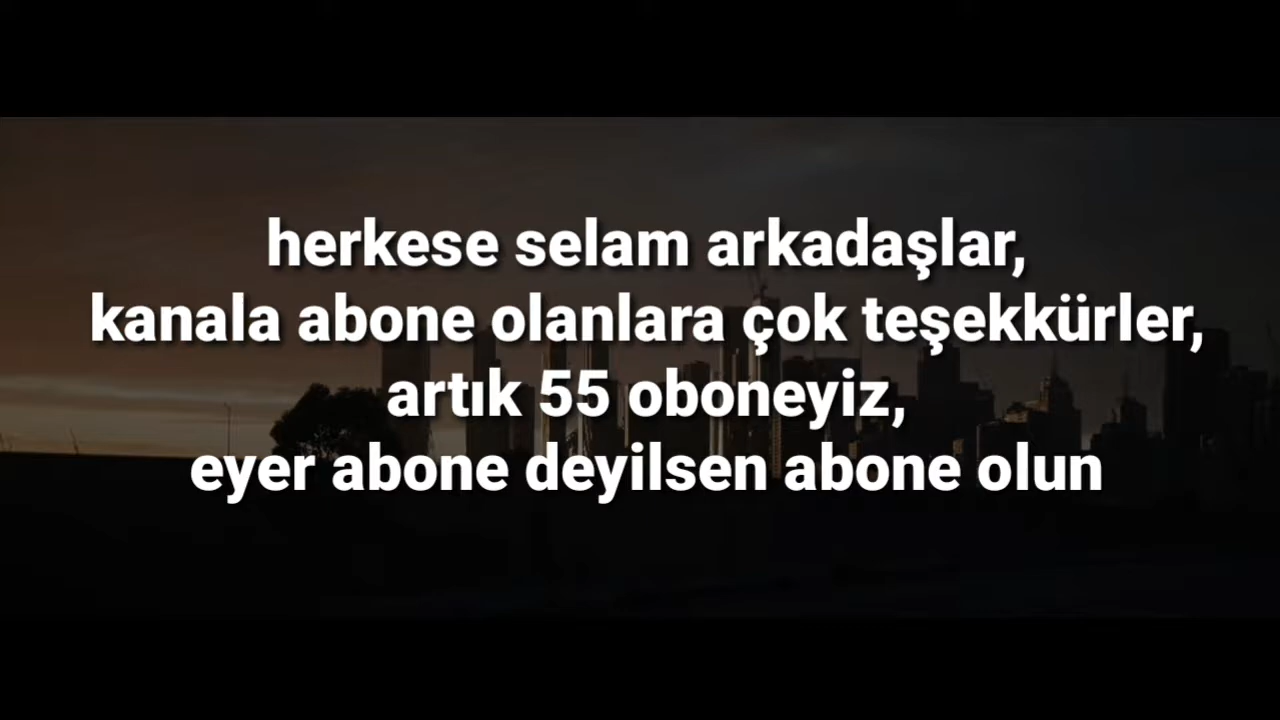 herkese selam arkadaşlar,
kanala abone olanlara çok teşekkürler,
artık 55 oboneyiz,
eyer abone deyilsen abone olun